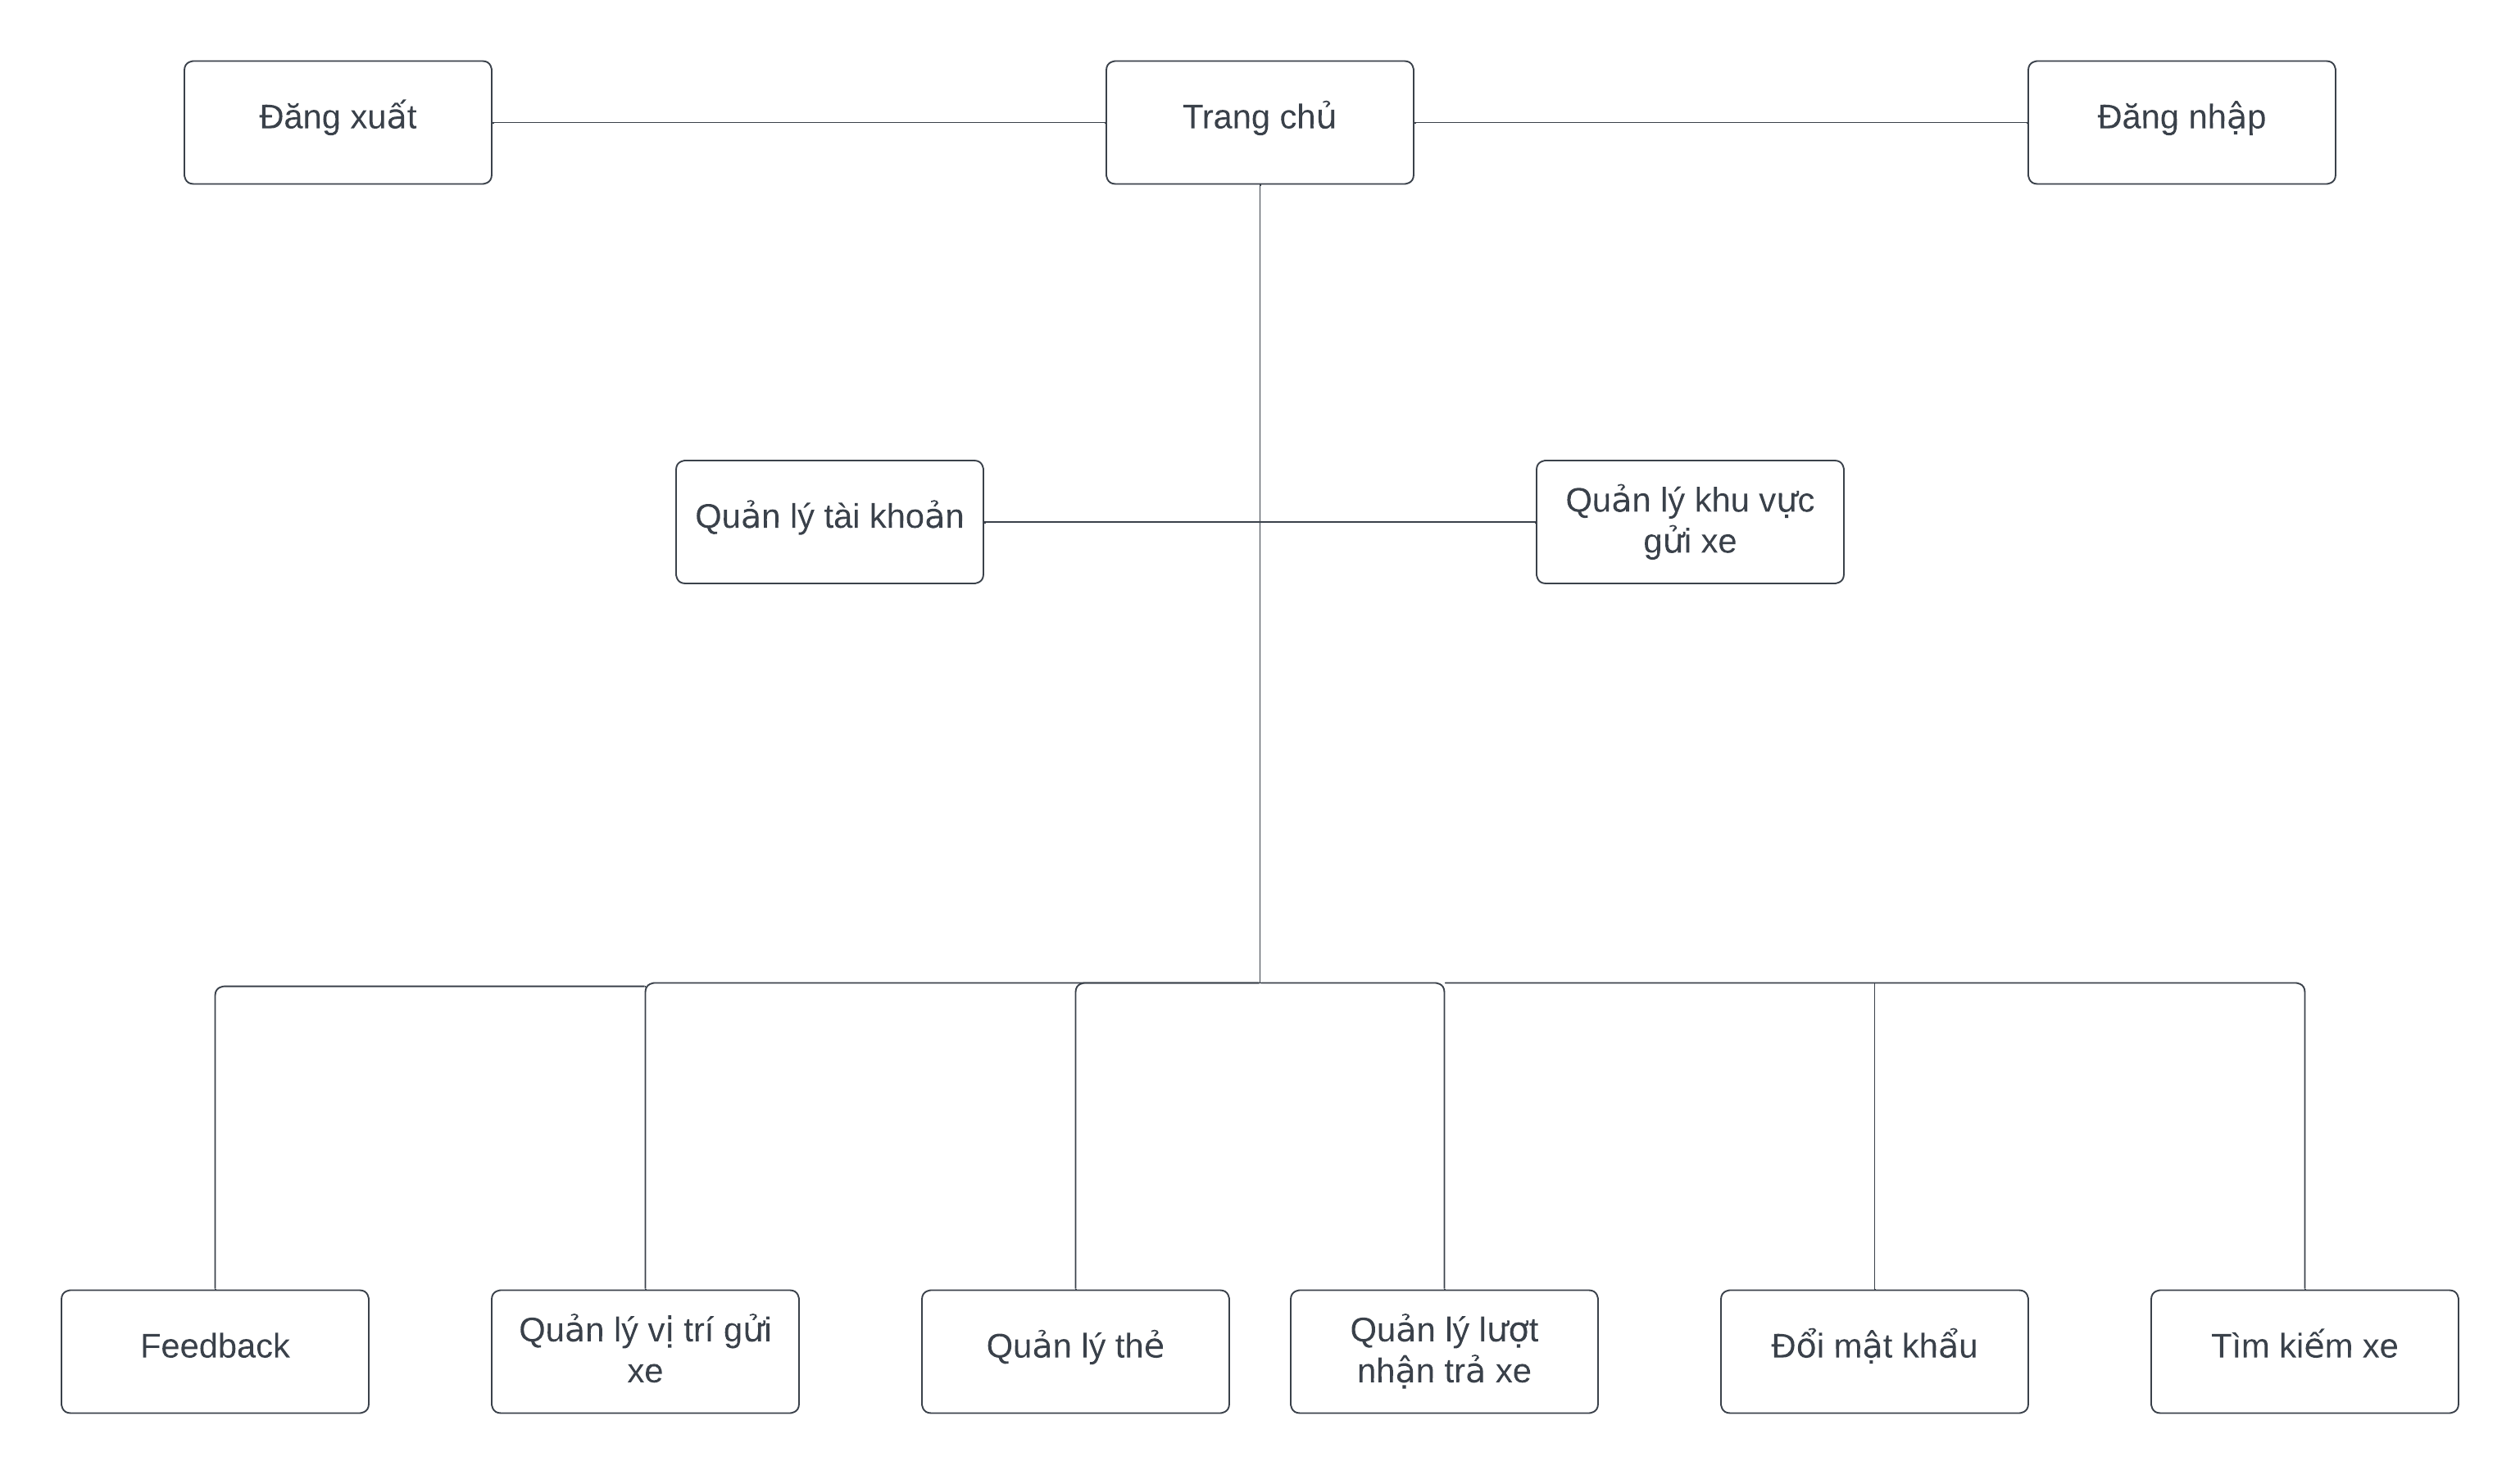 Đăng xuất
Trang chủ
Đăng nhập
Quản lý tài khoản
Quản lý khu vực
gửi xe
Feedback
Quản lý vị trí gửi
xe
Quản lý thẻ
Quản lý lượt
nhận trả xe
Đổi mật khẩu
Tìm kiếm xe